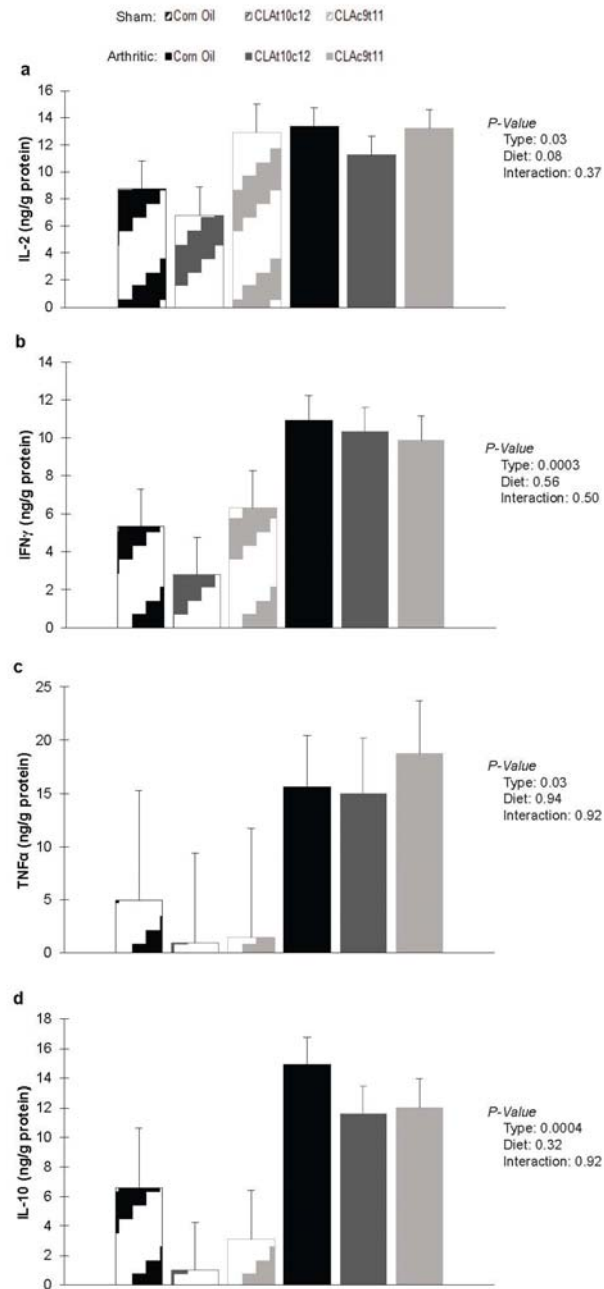 Sham: Corn Oil CLAt10c12 CLAc9t11
Arthritic: Corn Oil CLAt10c12 CLAc9t11
a
16
14
12
10
8
6
4
2
0
IL-2 (ng/g protein)
P-Value
Type: 0.03
Diet: 0.08
Interaction: 0.37
b
14
12
10
8
6
4
2
0
IFNγ (ng/g protein)
P-Value
Type: 0.0003
Diet: 0.56
Interaction: 0.50
c
25
20
15
10
5
0
TNFα (ng/g protein)
P-Value
Type: 0.03
Diet: 0.94
Interaction: 0.92
d
18
16
14
12
10
8
6
4
2
0
IL-10 (ng/g protein)
P-Value
Type: 0.0004
Diet: 0.32
Interaction: 0.92